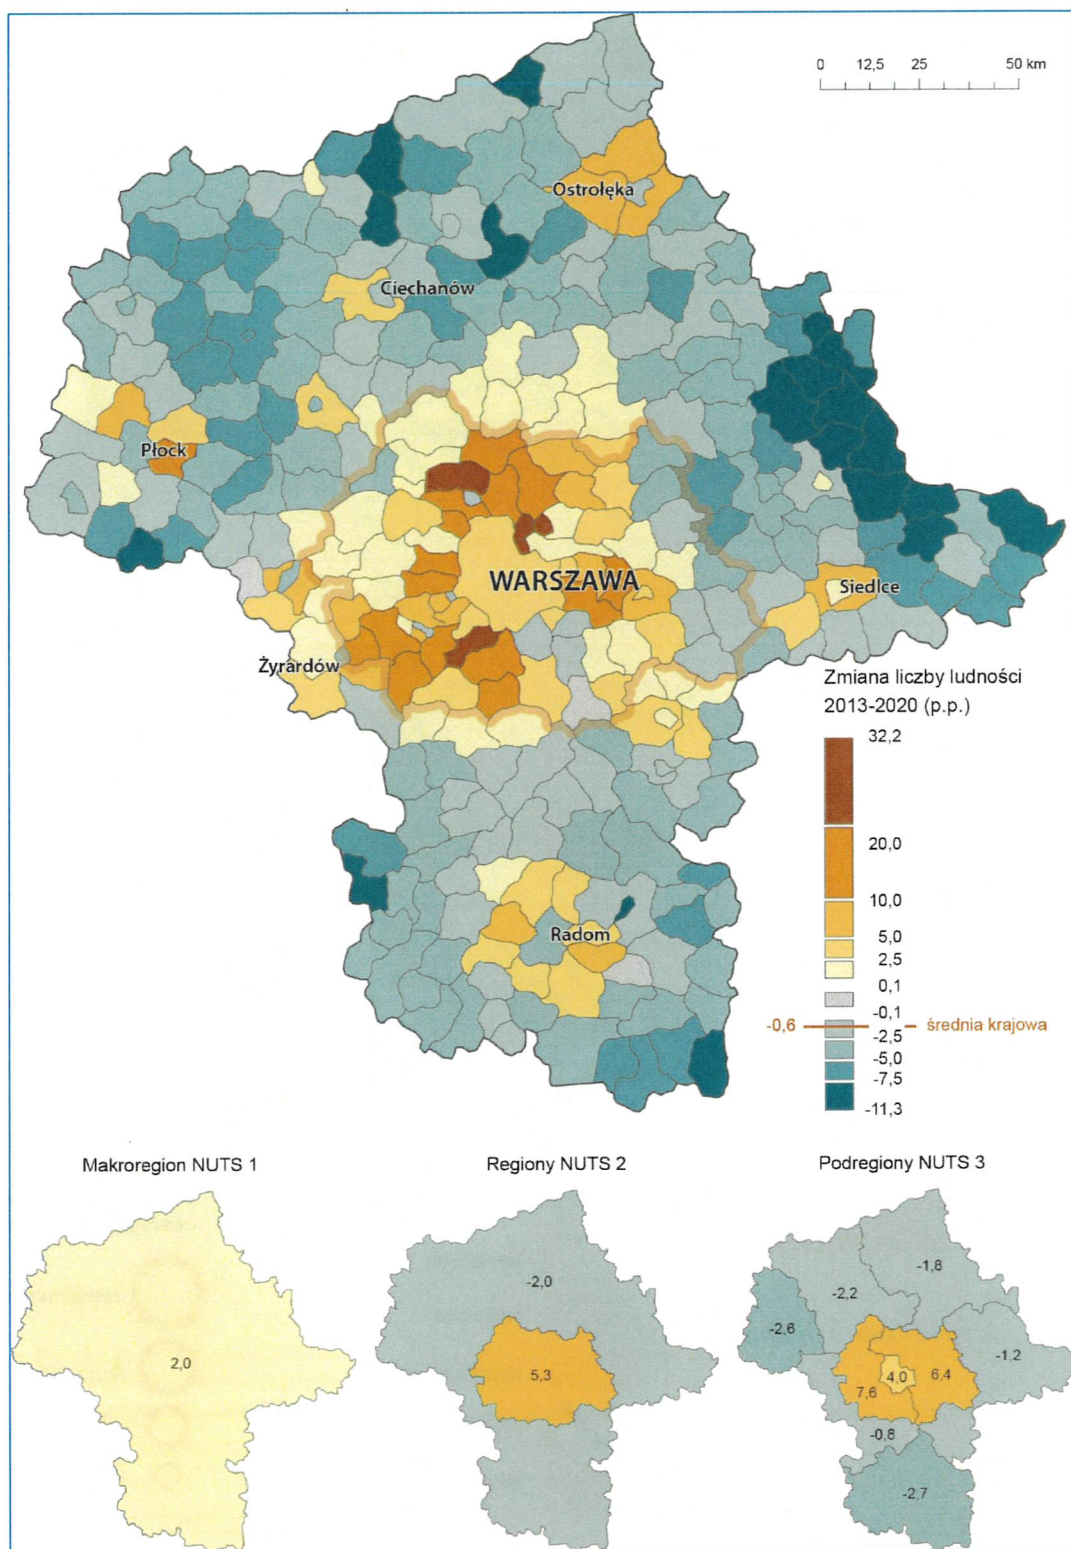 0 12,5 25 50 km
Ostrołęka
Ciechanów
Płock
WARSZAWA
Siedlce
Żyrardów
Radom
Zmiana liczby ludności
2013-2020 (p.p.)
32,2
20,0
10,0
5,0
2,5
0,1
-0,1
-0,6 średnia krajowa
-2,5
-5,0
-7,5
-11,3
Makroregion NUTS 1
Regiony NUTS 2
Podregiony NUTS 3
2,0
-2,0
5,3
-1,8
-2,2
-2,6
-1,2
4,0
6,4
7,6
-0,8
-2,7